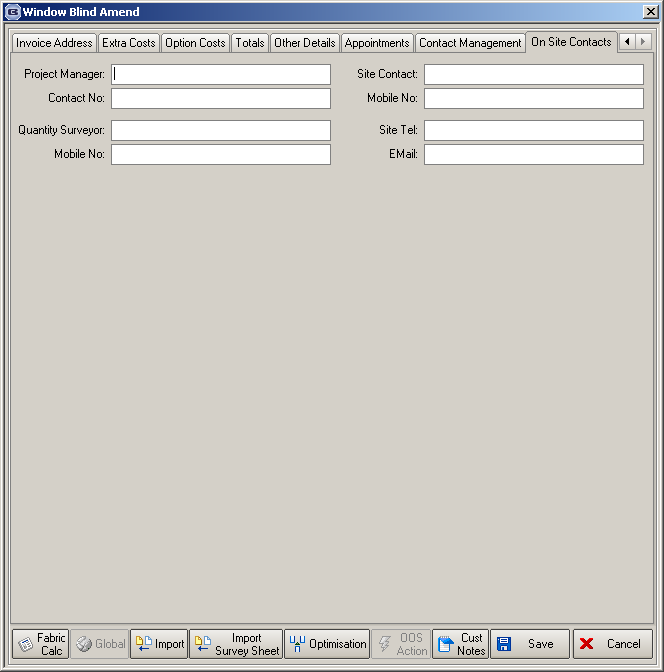 Window Blind Amend
Invoice Address Extra Costs Option Costs Totals Other Details Appointments Contact Management On Site Contacts
Project Manager: Site Contact:
Contact No: Mobile No:
Quantity Surveyor: Site Tel:
Mobile No: EMail:
Fabric Calc Global Import Import Survey Sheet Optimisation OOS Action Cust Notes Save Cancel